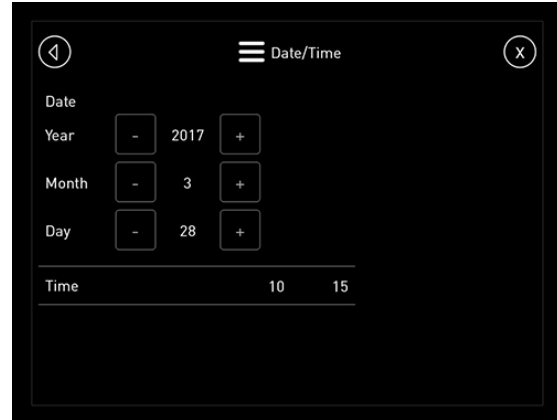 Date/Time X
Date
Year - 2017 +
Month - 3 +
Day - 28 +
Time 10 15